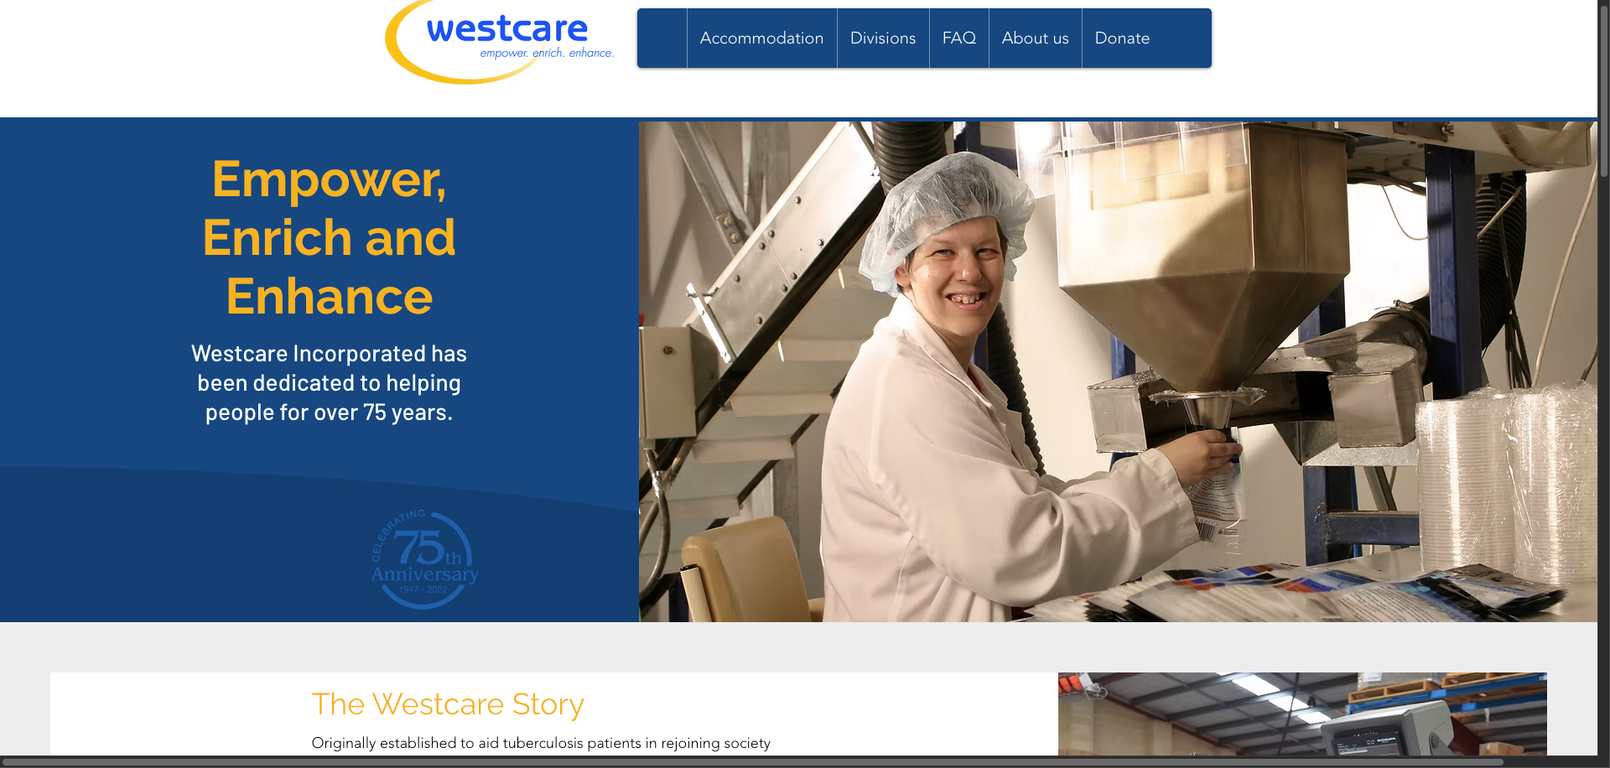 westcare
empower. enrich. enhance.
Accommodation
Divisions
FAQ
About us
Donate
Empower,
Enrich and
Enhance
Westcare Incorporated has
been dedicated to helping
people for over 75 years.
CELEBRATING
75th
Anniversary
1947 - 2022
The Westcare Story
Originally established to aid tuberculosis patients in rejoining society